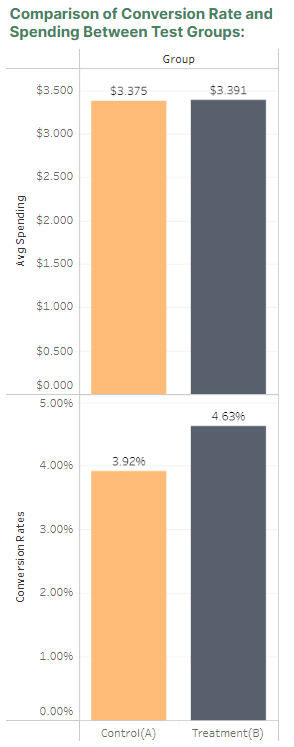 Comparison of Conversion Rate and
Spending Between Test Groups:
Group
$3.500
$3.375
$3.391
$3.000
$2.500
$2.000
$1.500
$1.000
$0.500
$0.000
Avg Spending
5.00%
4.63%
4.00%
3.92%
3.00%
2.00%
1.00%
0.00%
Conversion Rates
Control(A)
Treatment(B)